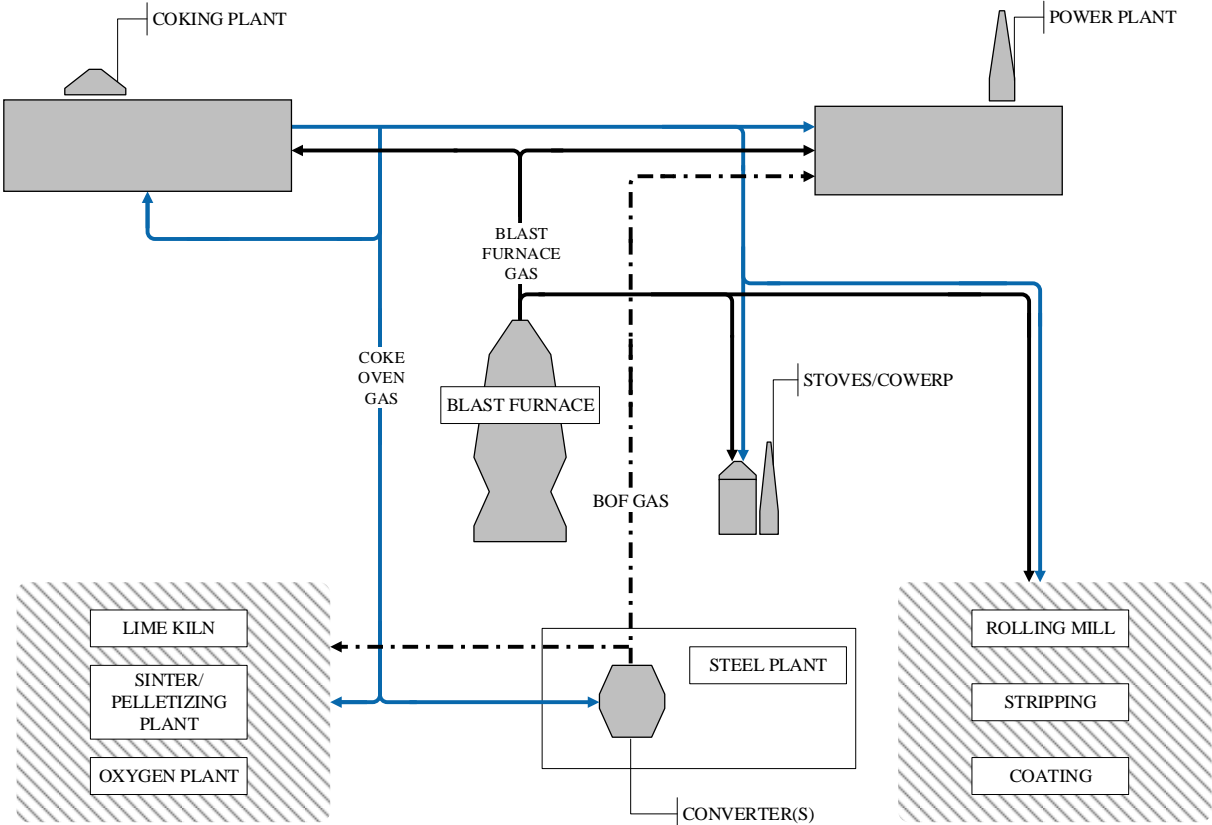 COKING PLANT
POWER PLANT
BLAST
FURNACE
GAS
COKE
OVEN
GAS
BLAST FURNACE
STOVES/COWERP
BOF GAS
LIME KILN
SINTER/
PELLETIZING
PLANT
OXYGEN PLANT
STEEL PLANT
CONVERTER(S)
ROLLING MILL
STRIPPING
COATING